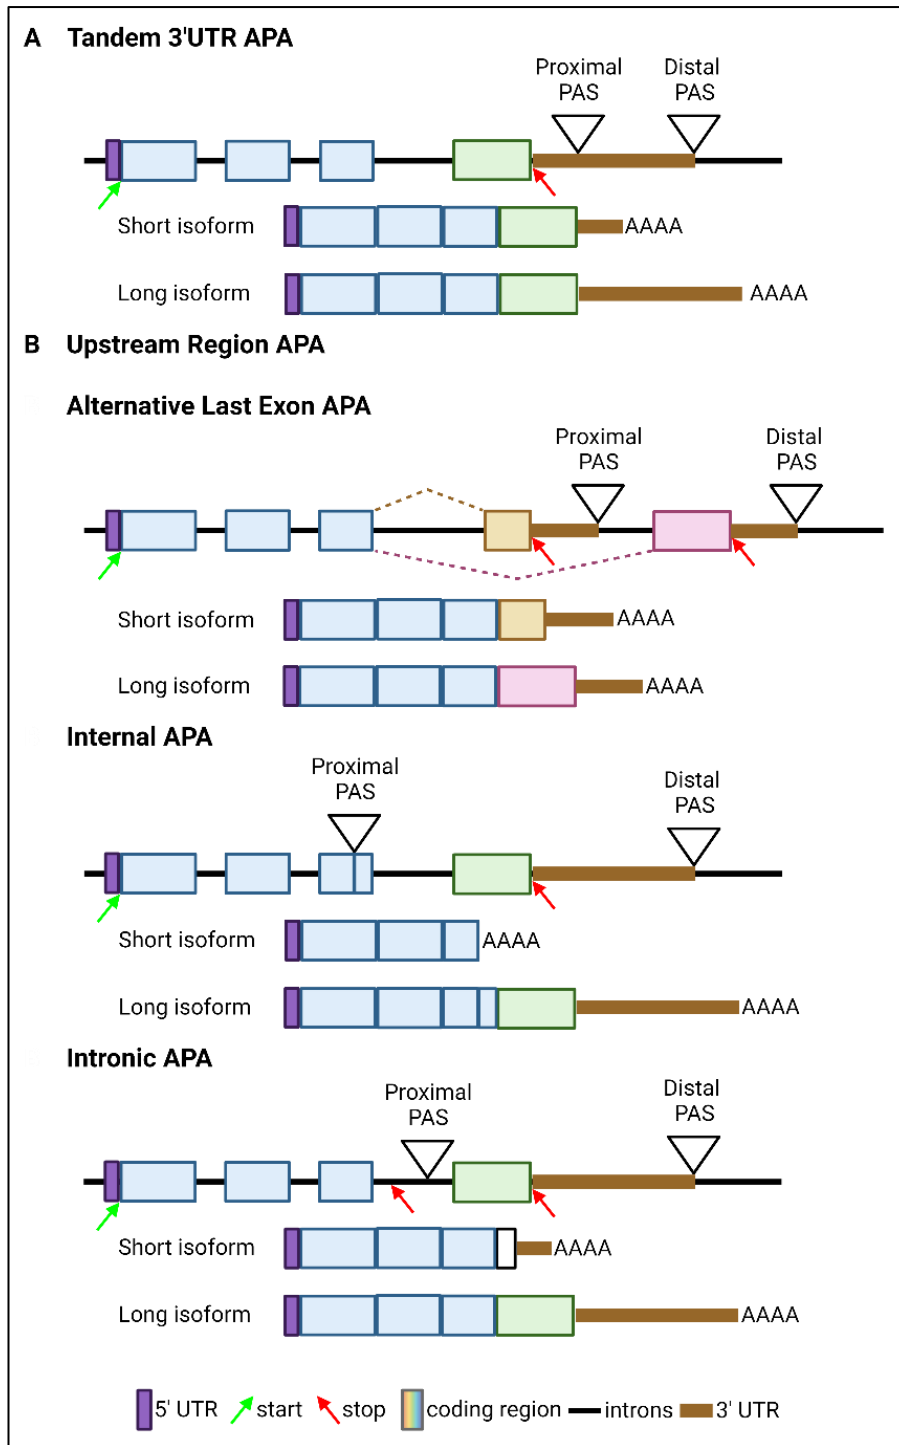 A Tandem 3'UTR APA
Proximal PAS
Distal PAS
Short isoform AAAA
Long isoform AAAA
B Upstream Region APA
Alternative Last Exon APA
Proximal PAS
Distal PAS
Short isoform AAAA
Long isoform AAAA
Internal APA
Proximal PAS
Distal PAS
Short isoform AAAA
Long isoform AAAA
Intronic APA
Proximal PAS
Distal PAS
Short isoform AAAA
Long isoform AAAA
5' UTR start stop coding region introns 3' UTR